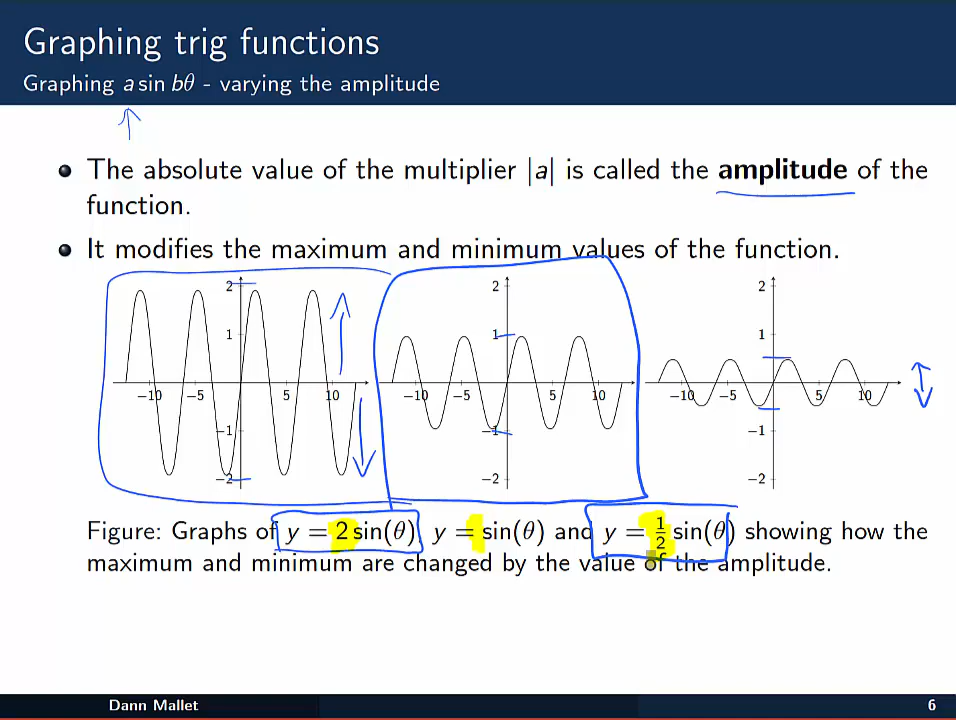 Graphing trig functions
Graphing a sin bθ - varying the amplitude
The absolute value of the multiplier |a| is called the amplitude of the
function.
It modifies the maximum and minimum values of the function.
2 2 2
1 1 1
−10 −5 5 10 −10 −5 5 10 −10 −5 5 10
−1 −1 −1
−2 −2 −2
Figure: Graphs of y = 2 sin(θ), y = sin(θ) and y = ½ sin(θ) showing how the
maximum and minimum are changed by the value of the amplitude.
Dann Mallet 6